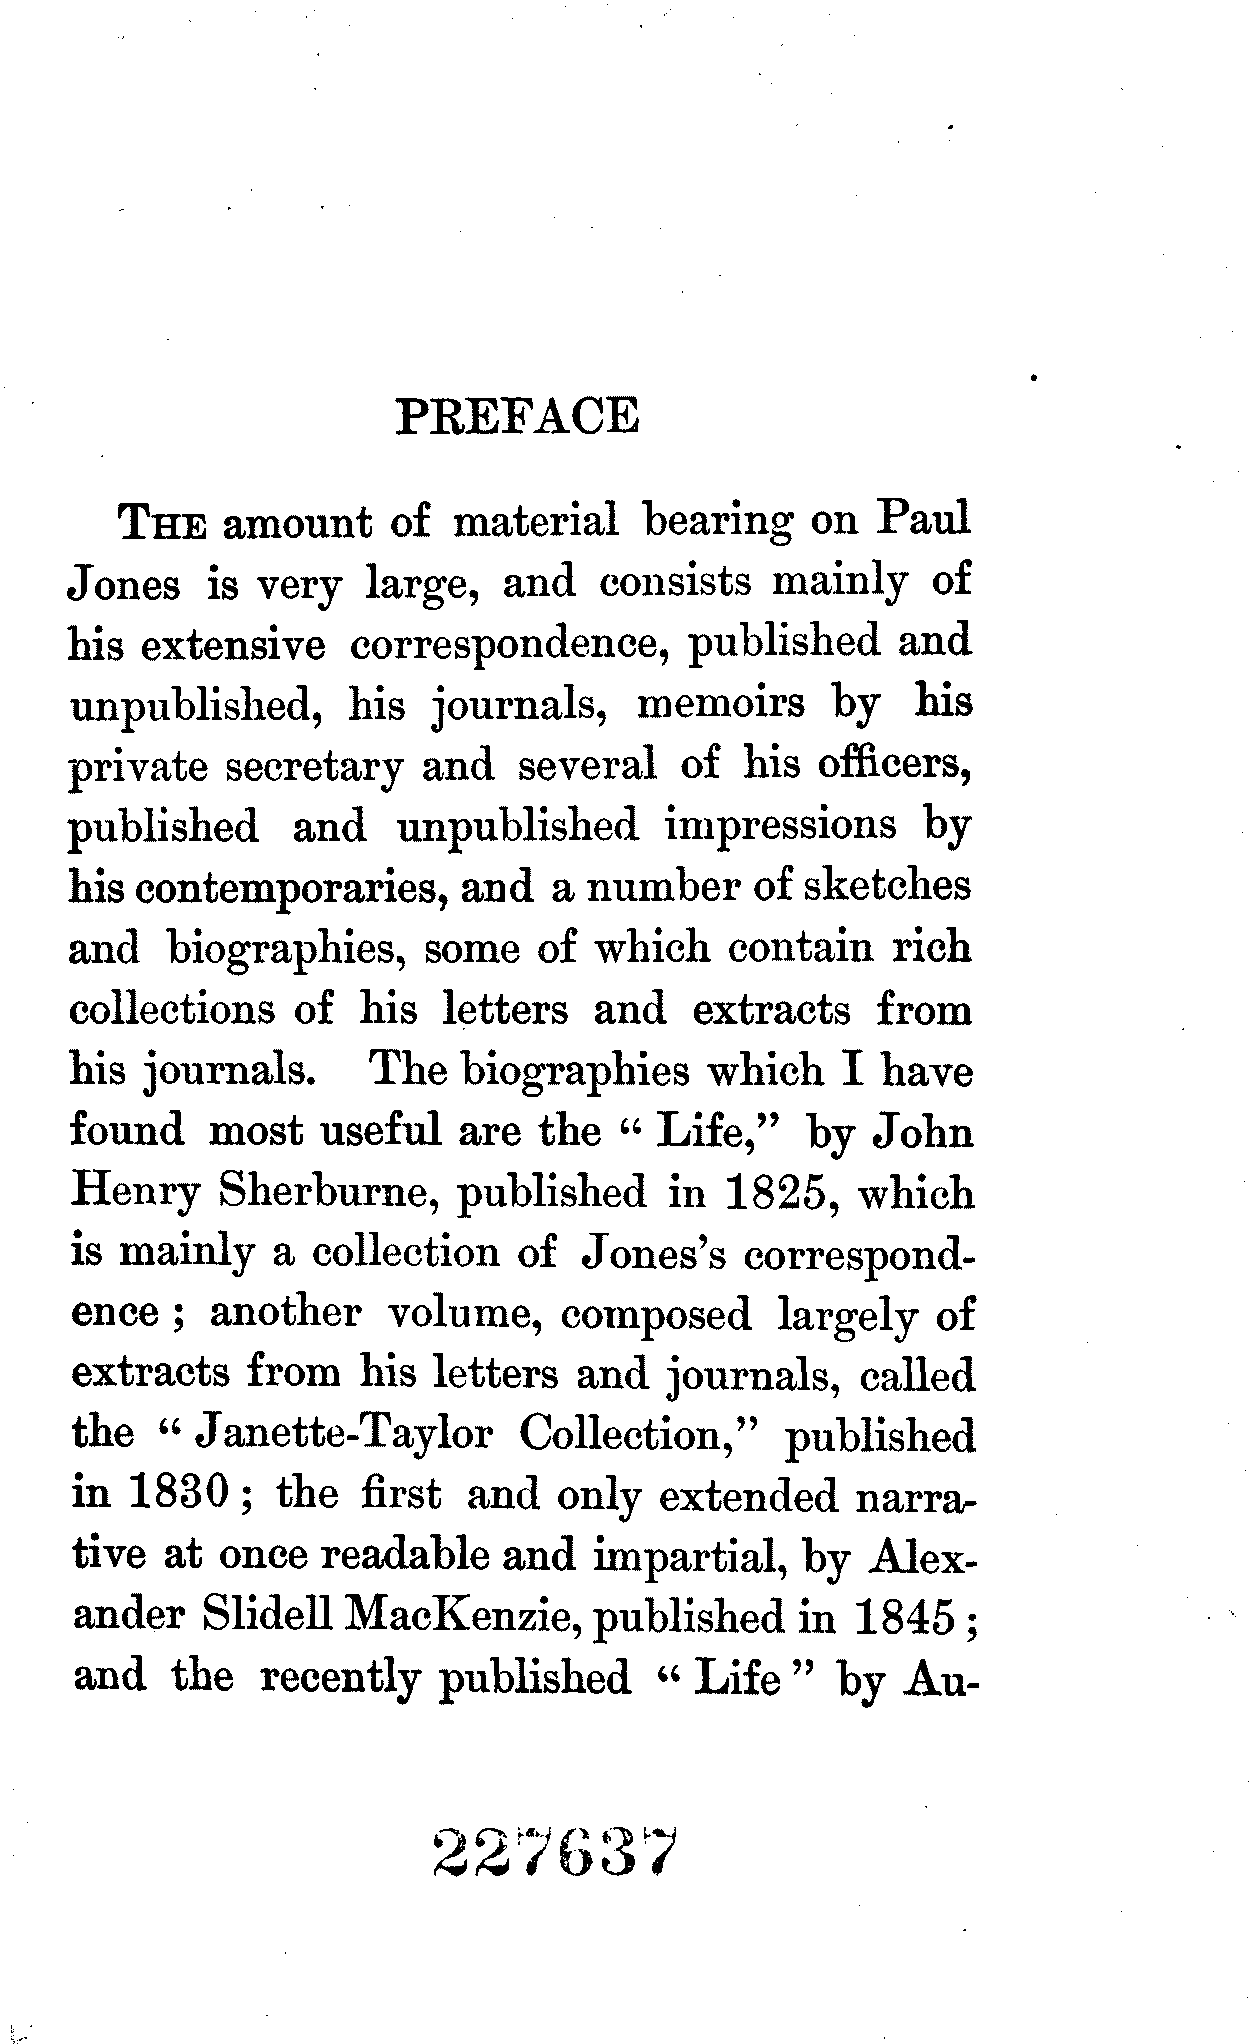 PREFACE
THE amount of material bearing on Paul
Jones is very large, and consists mainly of
his extensive correspondence, published and
unpublished, his journals, memoirs by his
private secretary and several of his officers,
published and unpublished impressions by
his contemporaries, and a number of sketches
and biographies, some of which contain rich
collections of his letters and extracts from
his journals. The biographies which I have
found most useful are the “ Life,” by John
Henry Sherburne, published in 1825, which
is mainly a collection of Jones’s correspond-
ence ; another volume, composed largely of
extracts from his letters and journals, called
the “ Janette-Taylor Collection,” published
in 1830 ; the first and only extended narra-
tive at once readable and impartial, by Alex-
ander Slidell MacKenzie, published in 1845 ;
and the recently published “ Life ” by Au-
227637